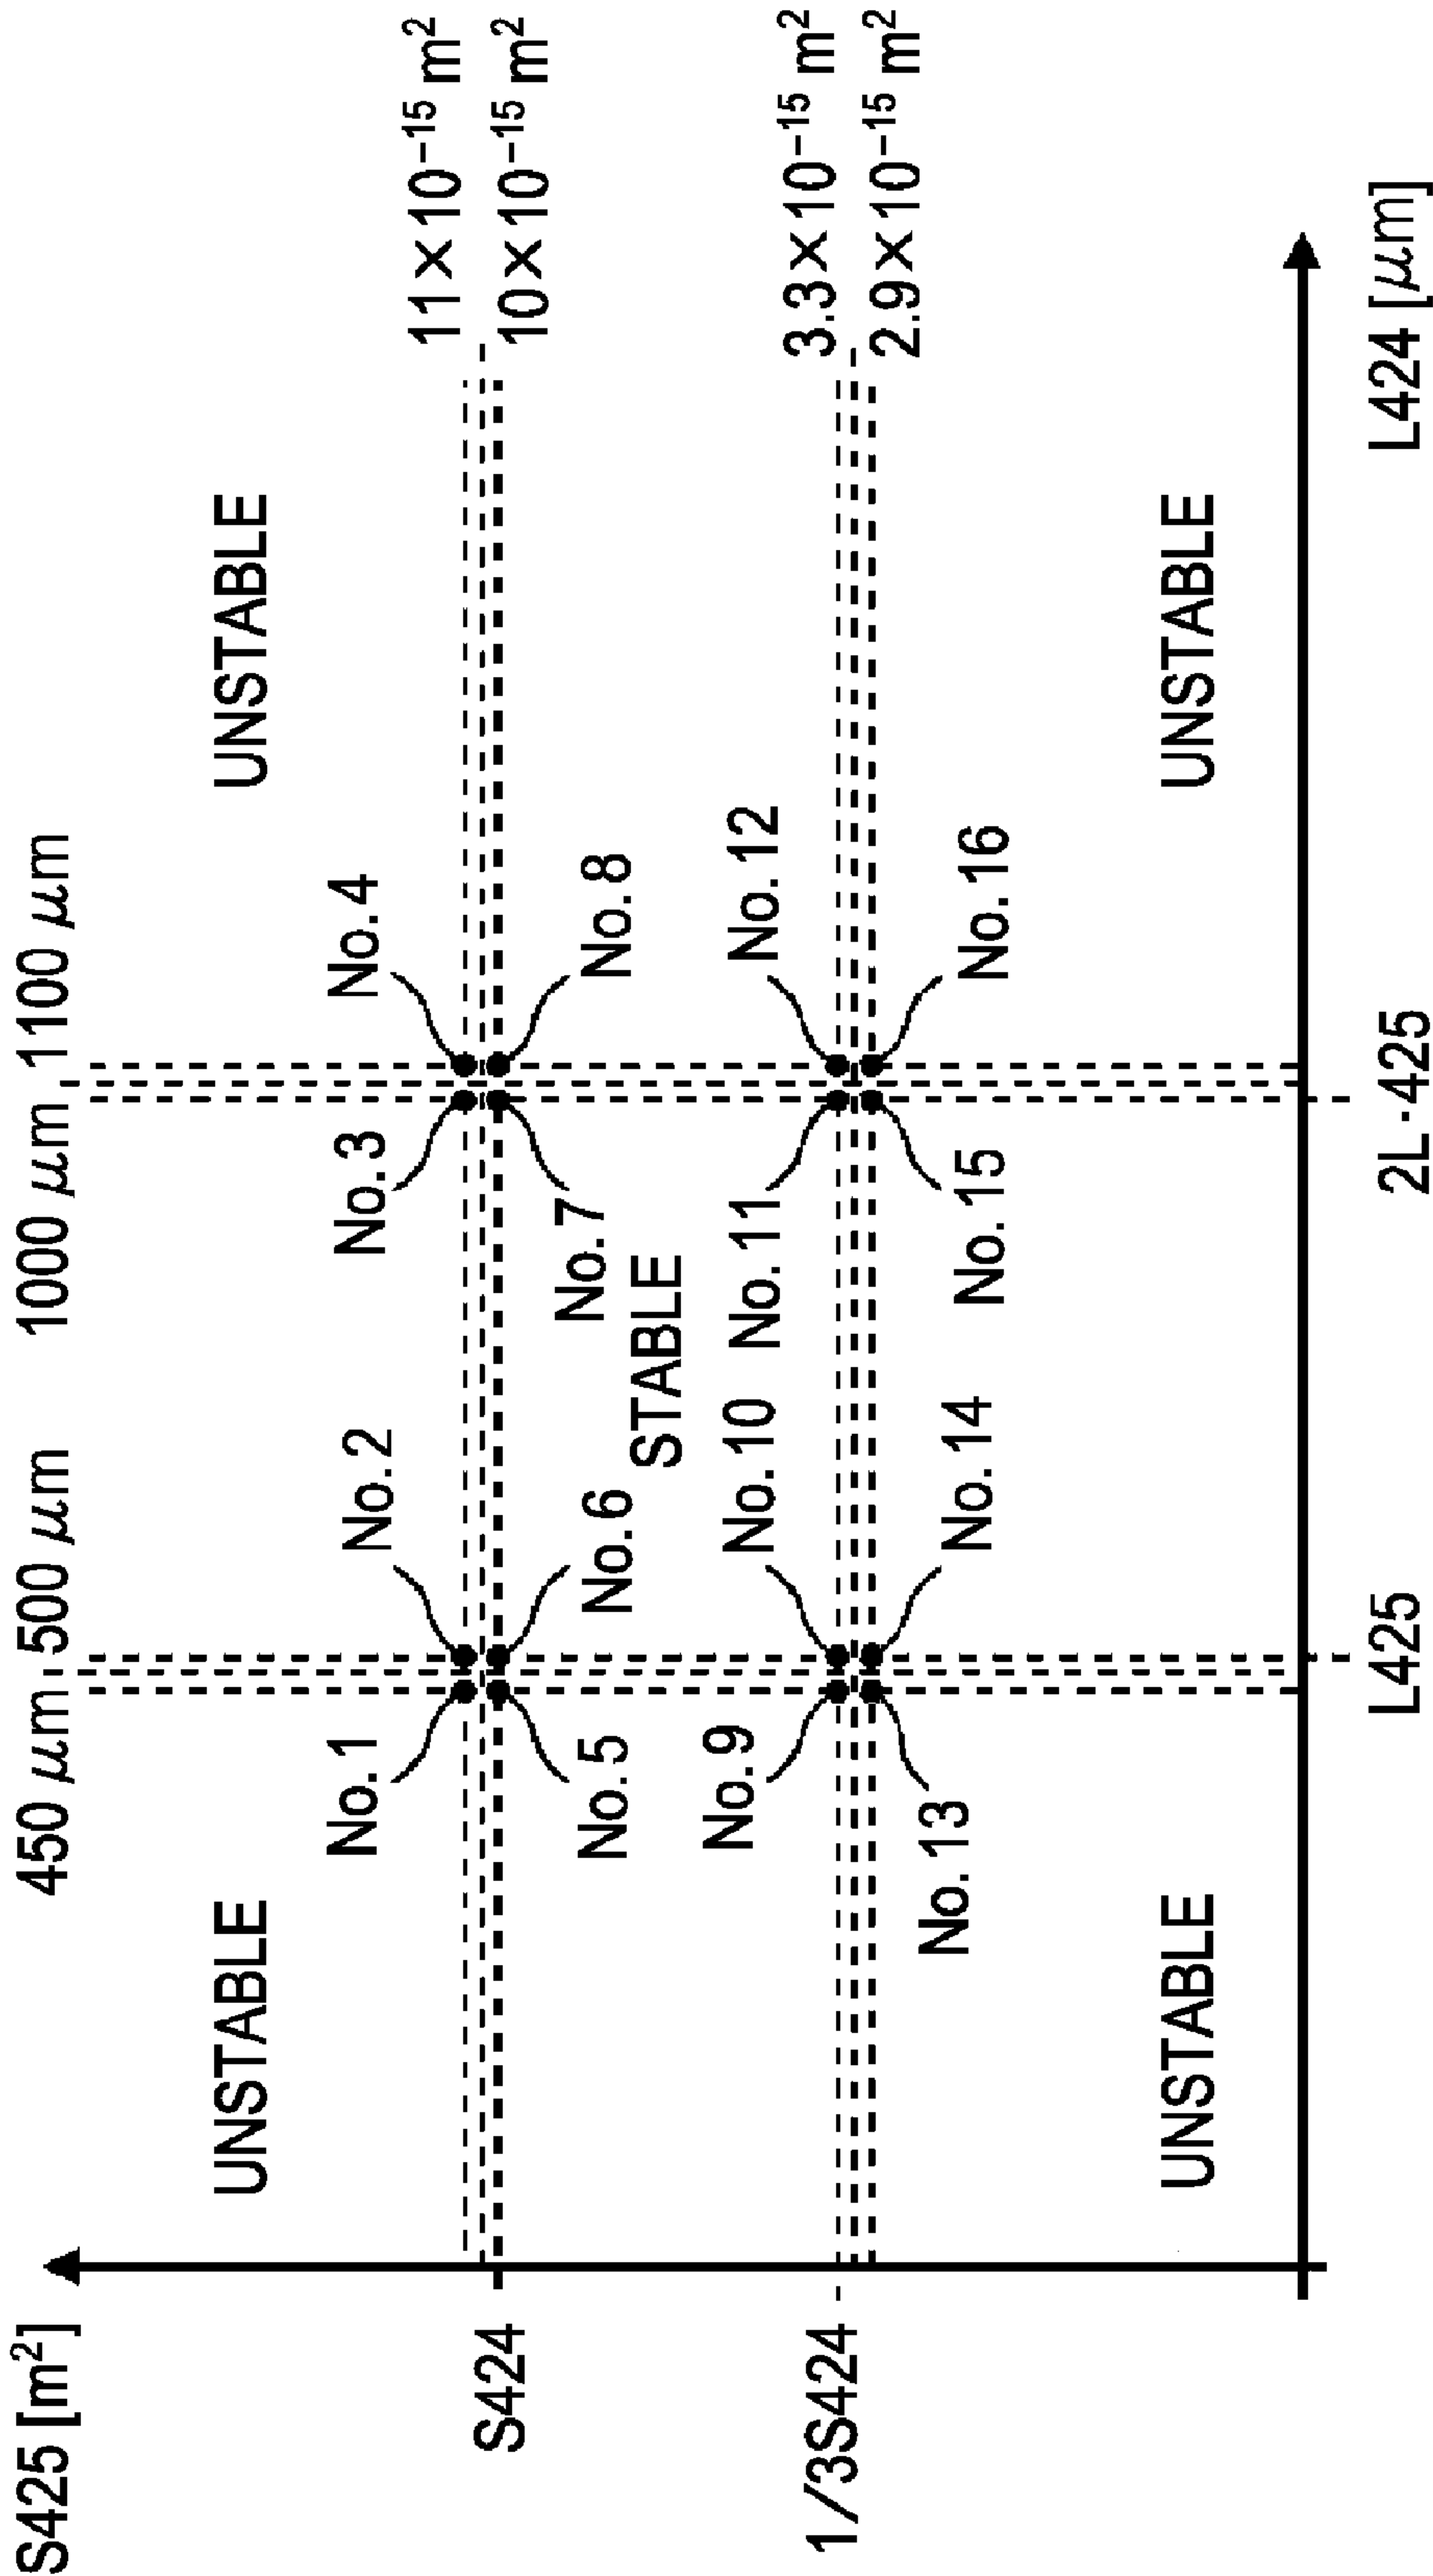 S425 [m²]
450 μm 500 μm 1000 μm 1100 μm
UNSTABLE
UNSTABLE
No. 1
No. 2
No. 3
No. 4
11×10⁻¹⁵ m²
S424
10×10⁻¹⁵ m²
No. 5
No. 6
No. 7
No. 8
STABLE
No. 9
No. 10
No. 11
No. 12
3.3×10⁻¹⁵ m²
1/3S424
2.9×10⁻¹⁵ m²
No. 13
No. 14
No. 15
No. 16
UNSTABLE
UNSTABLE
L425
2L·425
L424 [μm]